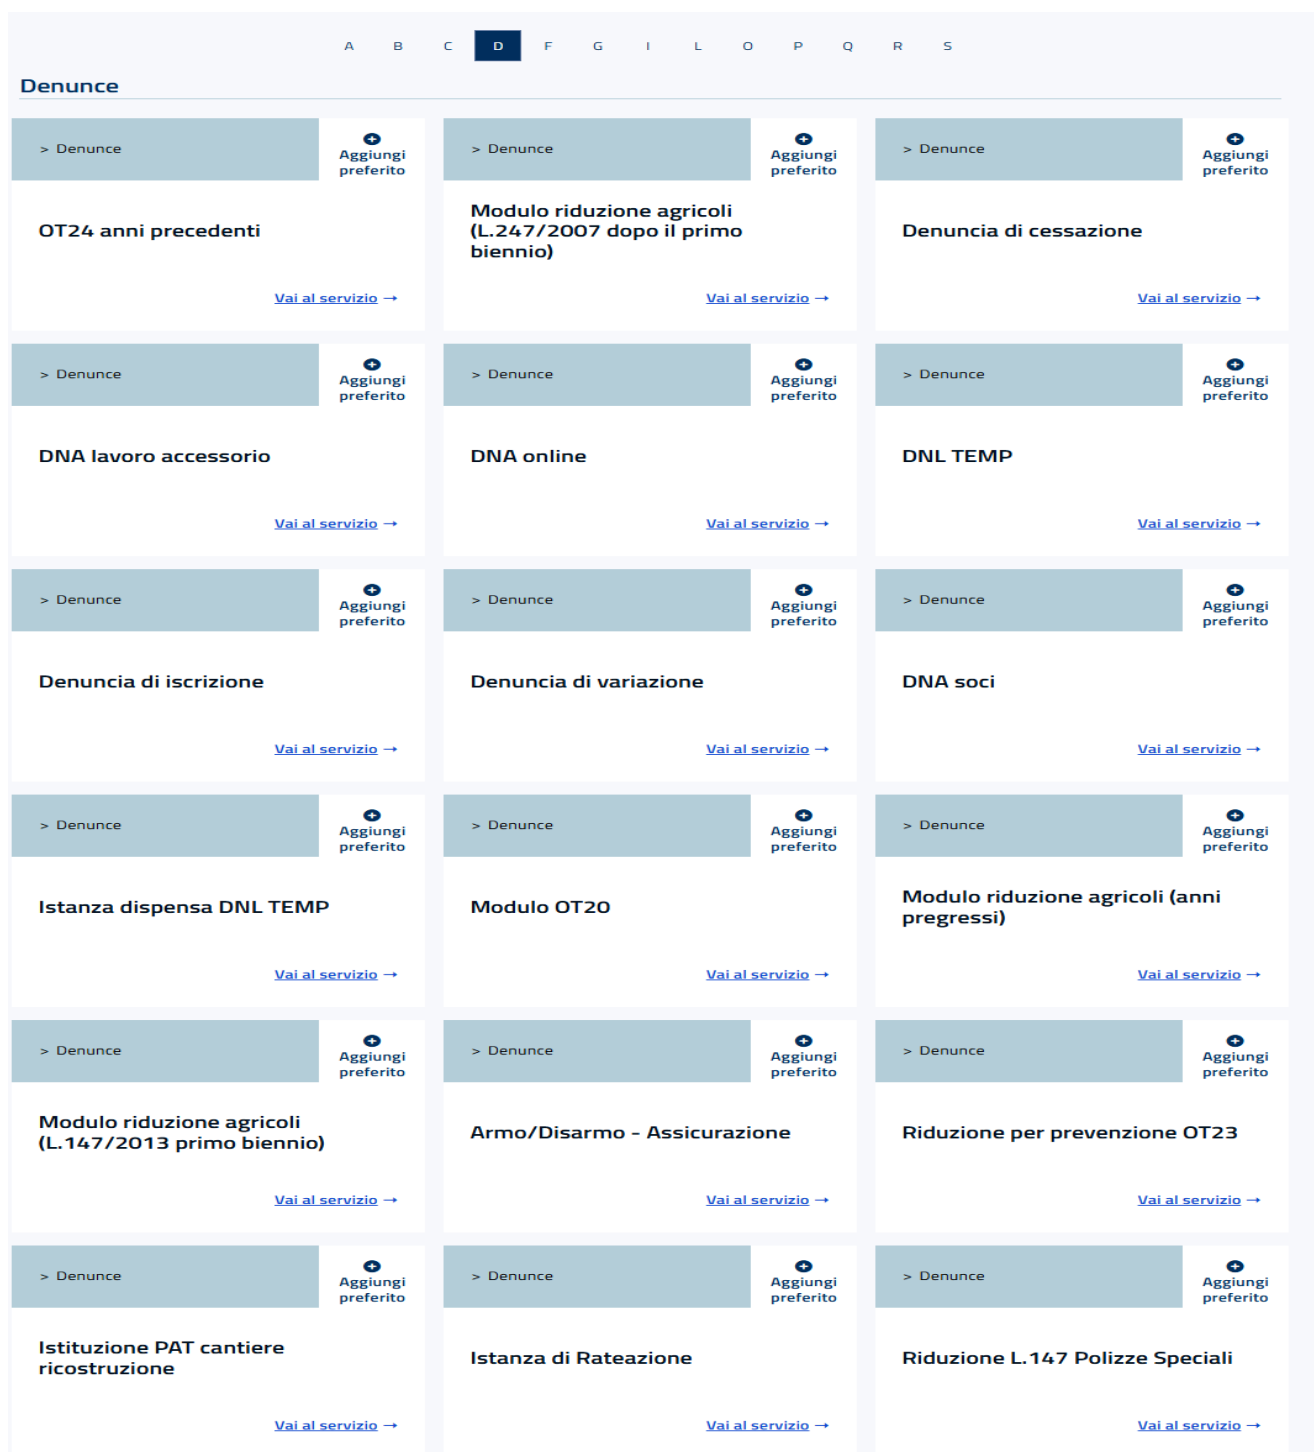 A B C D F G I L O P Q R S
Denunce
> Denunce
Aggiungi
preferito
OT24 anni precedenti
Vai al servizio →
> Denunce
Aggiungi
preferito
Modulo riduzione agricoli
(L.247/2007 dopo il primo
biennio)
Vai al servizio →
> Denunce
Aggiungi
preferito
Denuncia di cessazione
Vai al servizio →
> Denunce
Aggiungi
preferito
DNA lavoro accessorio
Vai al servizio →
> Denunce
Aggiungi
preferito
DNA online
Vai al servizio →
> Denunce
Aggiungi
preferito
DNL TEMP
Vai al servizio →
> Denunce
Aggiungi
preferito
Denuncia di iscrizione
Vai al servizio →
> Denunce
Aggiungi
preferito
Denuncia di variazione
Vai al servizio →
> Denunce
Aggiungi
preferito
DNA soci
Vai al servizio →
> Denunce
Aggiungi
preferito
Istanza dispensa DNL TEMP
Vai al servizio →
> Denunce
Aggiungi
preferito
Modulo OT20
Vai al servizio →
> Denunce
Aggiungi
preferito
Modulo riduzione agricoli (anni
pregressi)
Vai al servizio →
> Denunce
Aggiungi
preferito
Modulo riduzione agricoli
(L.147/2013 primo biennio)
Vai al servizio →
> Denunce
Aggiungi
preferito
Armo/Disarmo - Assicurazione
Vai al servizio →
> Denunce
Aggiungi
preferito
Riduzione per prevenzione OT23
Vai al servizio →
> Denunce
Aggiungi
preferito
Istituzione PAT cantiere
ricostruzione
Vai al servizio →
> Denunce
Aggiungi
preferito
Istanza di Rateazione
Vai al servizio →
> Denunce
Aggiungi
preferito
Riduzione L.147 Polizze Speciali
Vai al servizio →